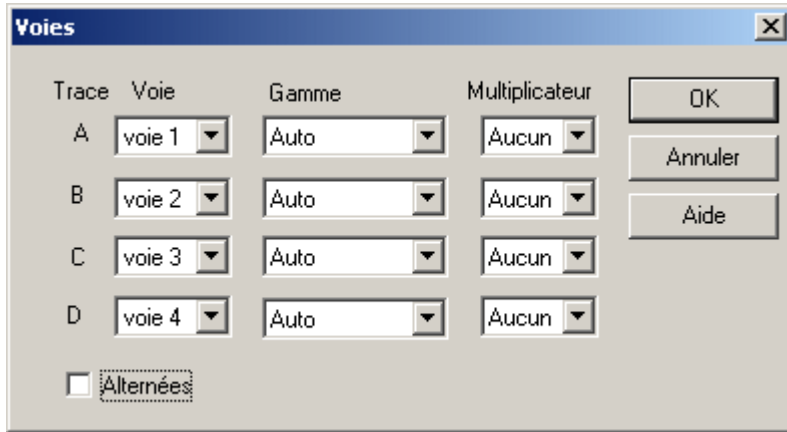 Voies
Trace Voie Gamme Multiplicateur
A voie 1 Auto Aucun
B voie 2 Auto Aucun
C voie 3 Auto Aucun
D voie 4 Auto Aucun
Alternées
OK
Annuler
Aide